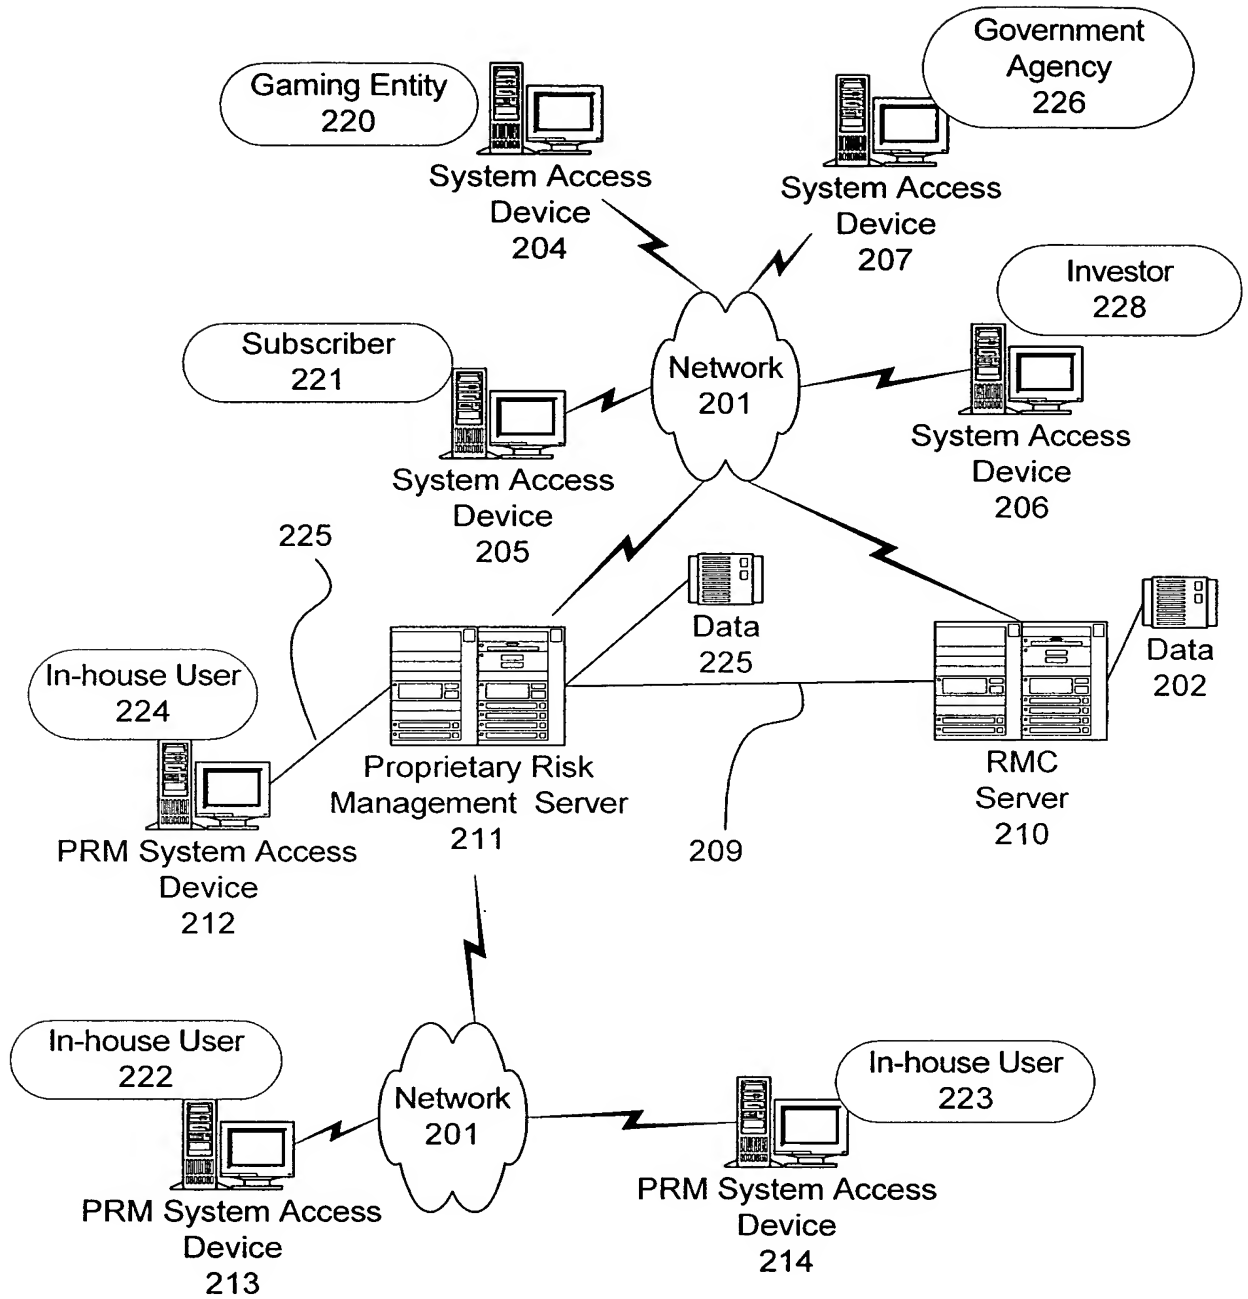 Government
Agency
226
Gaming Entity
220
System Access
Device
204
System Access
Device
207
Investor
228
Subscriber
221
Network
201
System Access
Device
206
System Access
Device
205
225
Data
225
Data
202
In-house User
224
Proprietary Risk
Management Server
211
RMC
Server
210
209
PRM System Access
Device
212
In-house User
222
In-house User
223
Network
201
PRM System Access
Device
213
PRM System Access
Device
214